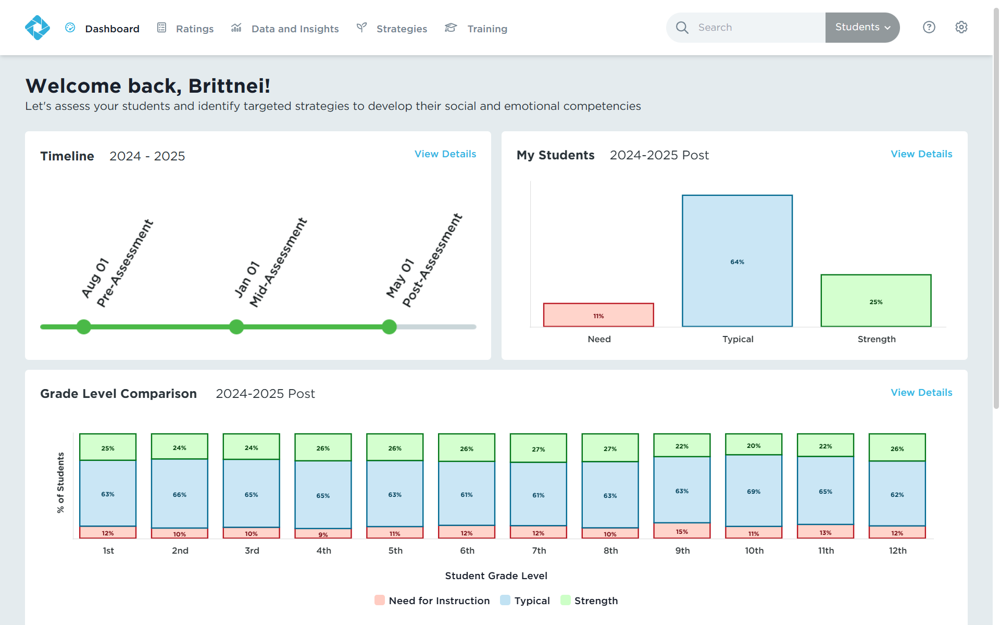 Dashboard
Ratings
Data and Insights
Strategies
Training
Search
Students
Welcome back, Brittnei!
Let's assess your students and identify targeted strategies to develop their social and emotional competencies
Timeline 2024 - 2025
View Details
Aug 01
Pre-Assessment
Jan 01
Mid-Assessment
May 01
Post-Assessment
My Students 2024-2025 Post
View Details
64%
25%
11%
Need Typical Strength
Grade Level Comparison 2024-2025 Post
View Details
% of Students
25% 24% 24% 26% 26% 26% 27% 27% 22% 20% 22% 26%
63% 66% 65% 65% 63% 61% 61% 63% 63% 69% 65% 62%
12% 10% 10% 9% 11% 12% 12% 10% 15% 11% 13% 12%
1st 2nd 3rd 4th 5th 6th 7th 8th 9th 10th 11th 12th
Student Grade Level
Need for Instruction Typical Strength